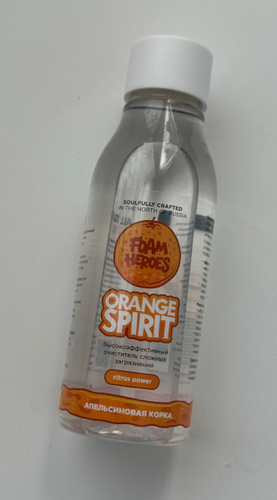 SOULFULLY CRAFTED
IN THE NORTH OF RUSSIA
FOAM
HEROES
ORANGE
SPIRIT
Высокоэффективный
очиститель сложных
загрязнений
citrus power
АПЕЛЬСИНОВАЯ КОРКА